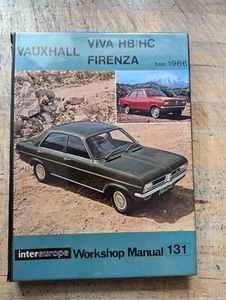 VAUXHALL VIVA HB/HC
FIRENZA from 1966
intereurope Workshop Manual 131